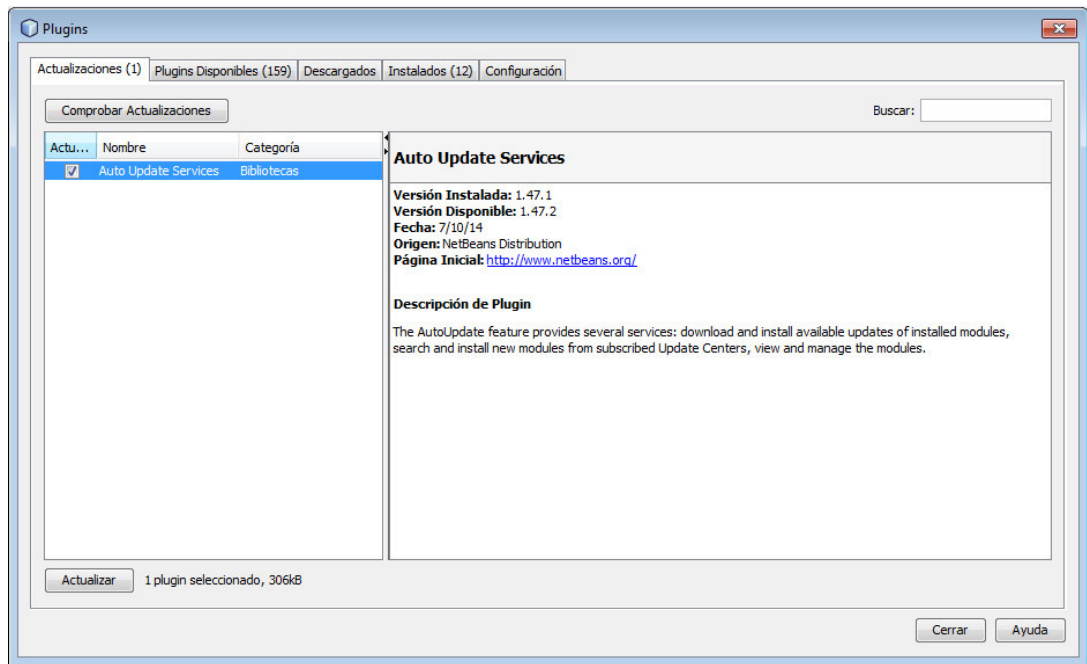 Plugins
Actualizaciones (1) Plugins Disponibles (159) Descargados Instalados (12) Configuración
Comprobar Actualizaciones Buscar:
Actu... Nombre Categoría
Auto Update Services Bibliotecas
Auto Update Services
Versión Instalada: 1.47.1
Versión Disponible: 1.47.2
Fecha: 7/10/14
Origen: NetBeans Distribution
Página Inicial: http://www.netbeans.org/
Descripción de Plugin
The AutoUpdate feature provides several services: download and install available updates of installed modules,
search and install new modules from subscribed Update Centers, view and manage the modules.
Actualizar 1 plugin seleccionado, 306kB
Cerrar Ayuda